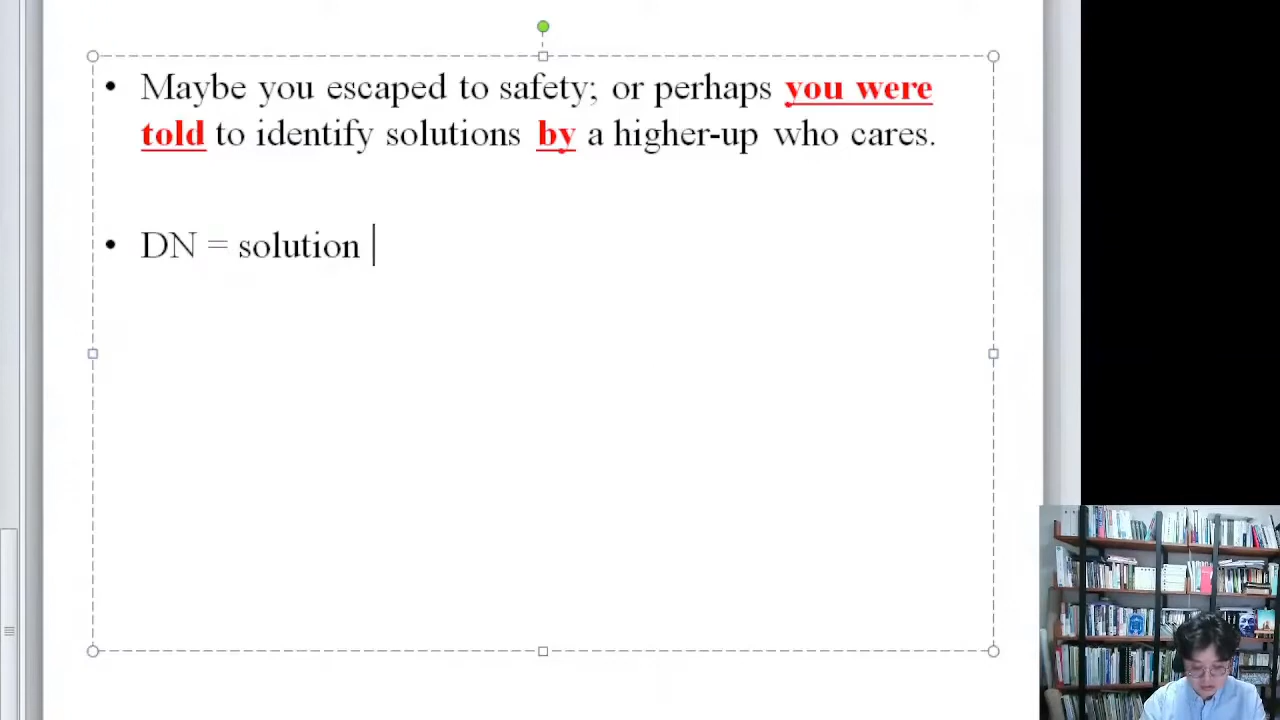 • Maybe you escaped to safety; or perhaps you were
told to identify solutions by a higher-up who cares.
• DN = solution